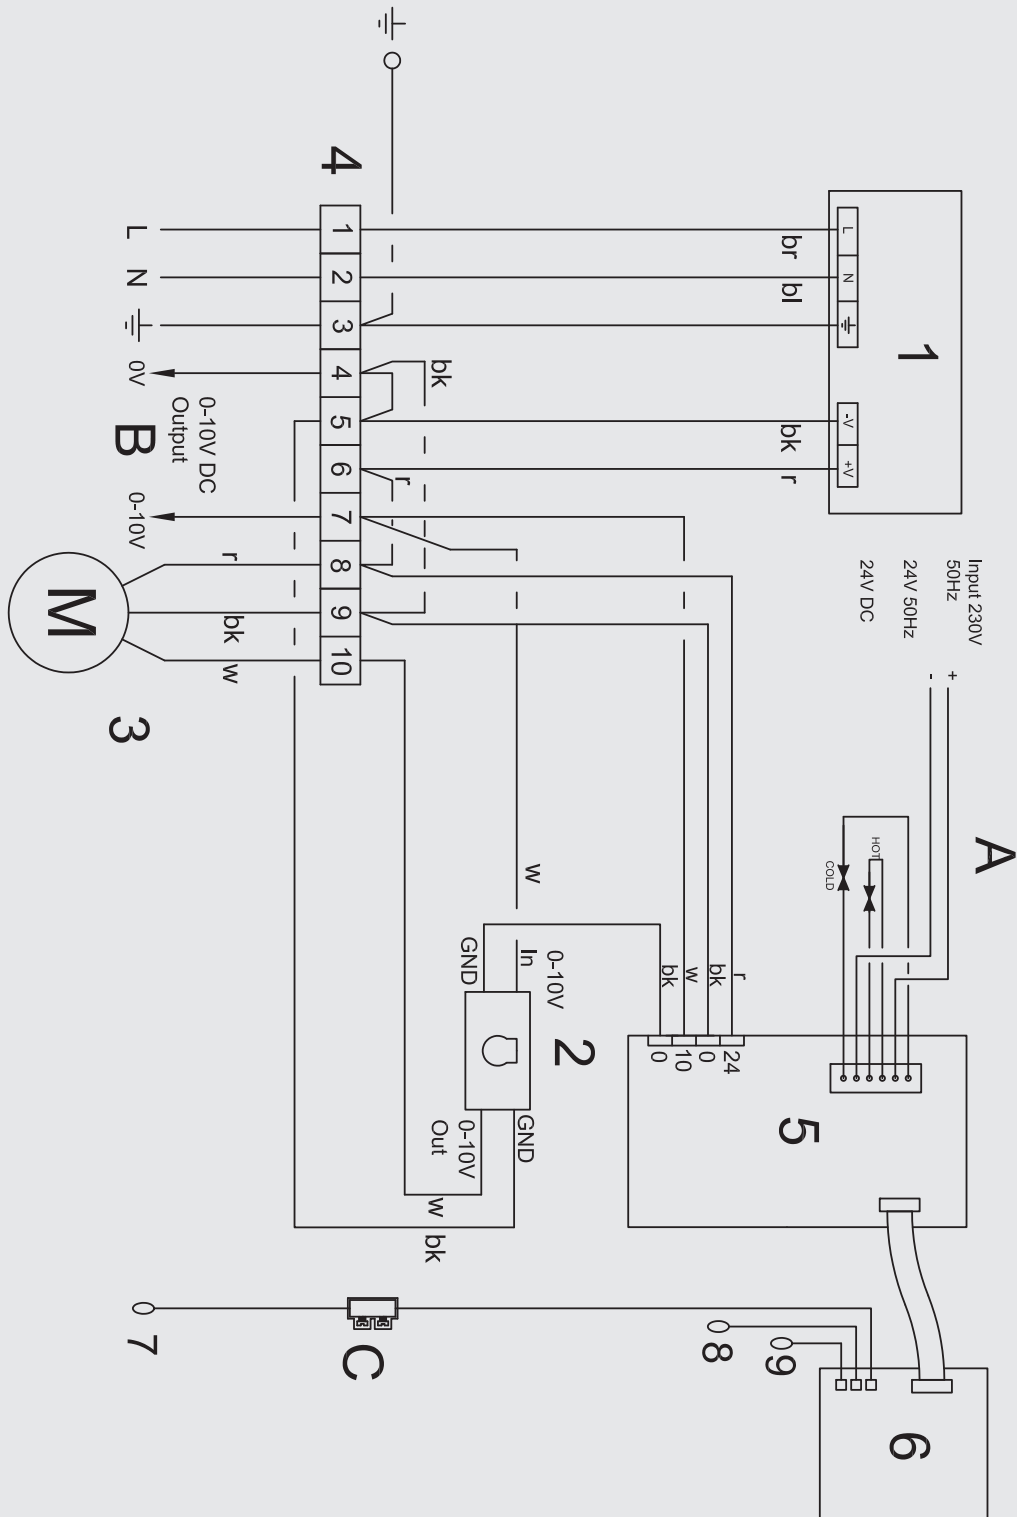 A
Input 230V
50Hz
+
-
24V 50Hz
24V DC
1
L
N
-V
+V
HOT
COLD
5
6
br
bl
bk
r
r
bk
w
bk
24
0
10
0
9
8
2
0-10V
In
GND
w
GND
0-10V
Out
w
bk
bk
r
4
1
2
3
4
5
6
7
8
9
10
C
r
bk
w
0-10V DC
Output
L
N
0V
B
0-10V
M
3
7